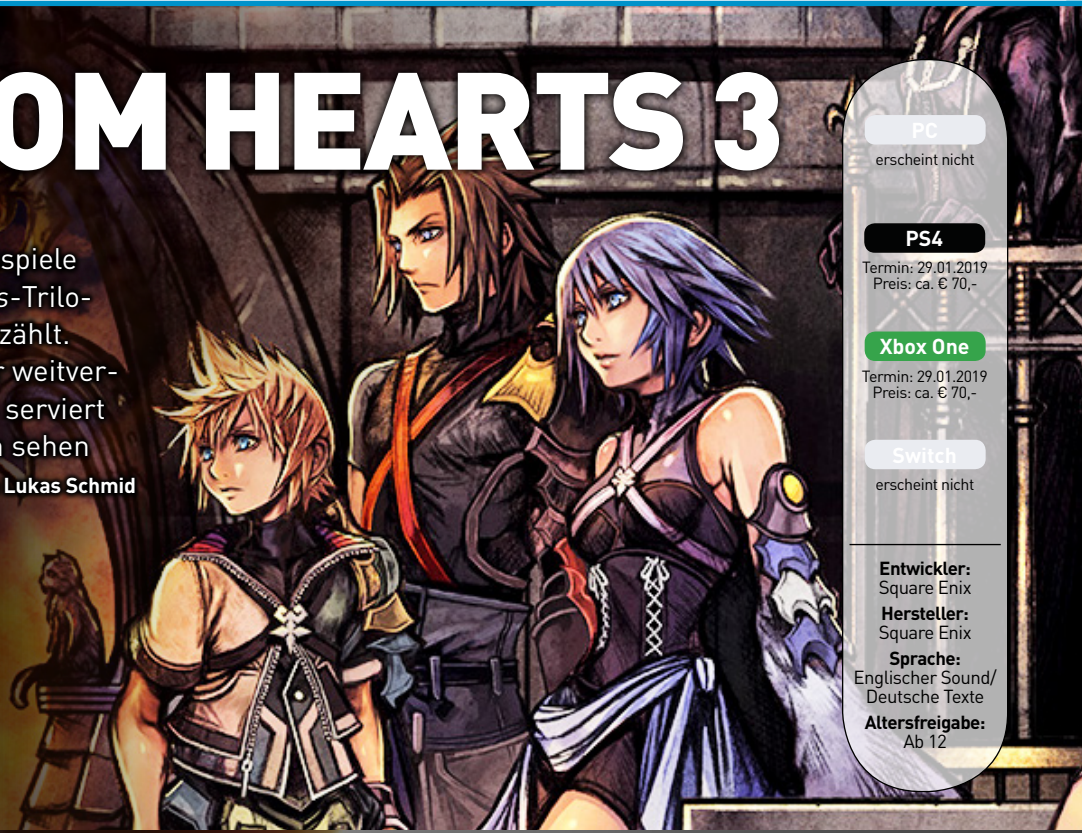 OM HEARTS 3
spiele
s-Trilo-
zählt.
r weitver-
serviert
n sehen
Lukas Schmid
PC
erscheint nicht
PS4
Termin: 29.01.2019
Preis: ca. € 70,-
Xbox One
Termin: 29.01.2019
Preis: ca. € 70,-
Switch
erscheint nicht
Entwickler:
Square Enix
Hersteller:
Square Enix
Sprache:
Englischer Sound/
Deutsche Texte
Altersfreigabe:
Ab 12